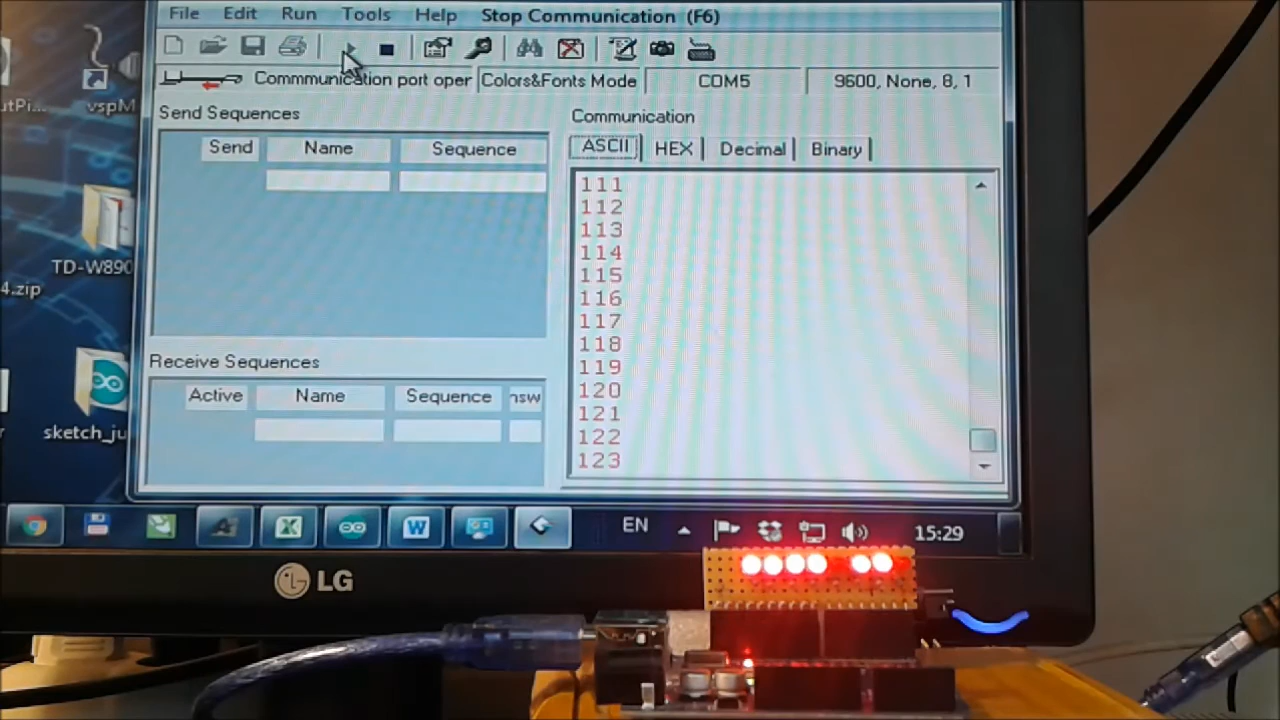 File Edit Run Tools Help Stop Communication (F6)
Commmunication port oper Colors&Fonts Mode COM5 9600, None, 8, 1
Send Sequences
Send Name Sequence
Communication
ASCII HEX Decimal Binary
111
112
113
114
115
116
117
118
119
120
121
122
123
Receive Sequences
Active Name Sequence nsw
utPi... vspM
TD-W890
4.zip
sketch_ju
EN 15:29
LG